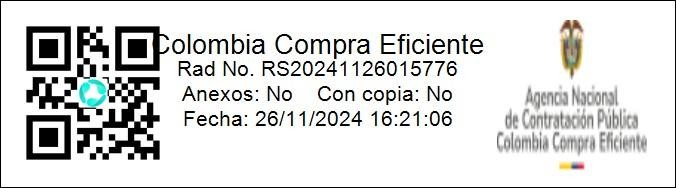 Colombia Compra Eficiente
Rad No. RS20241126015776
Anexos: No Con copia: No
Fecha: 26/11/2024 16:21:06
Agencia Nacional
de Contratación Pública
Colombia Compra Eficiente